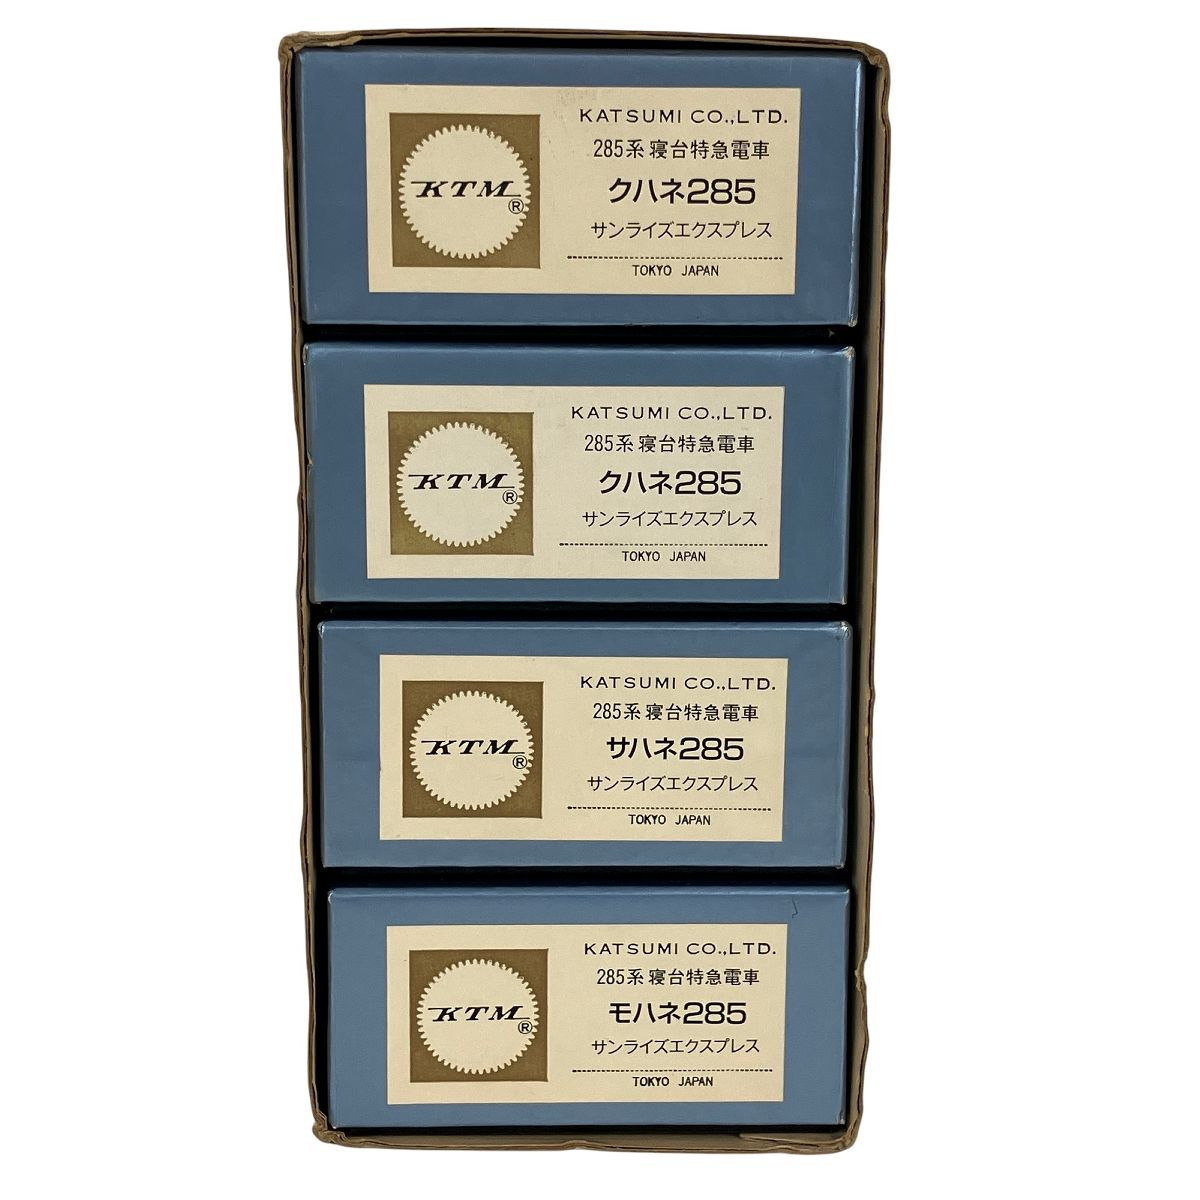 KATSUMI CO.,LTD.
285系 寝台特急電車
クハネ285
サンライズエクスプレス
TOKYO JAPAN
KTM®
KATSUMI CO.,LTD.
285系 寝台特急電車
クハネ285
サンライズエクスプレス
TOKYO JAPAN
KTM®
KATSUMI CO.,LTD.
285系 寝台特急電車
サハネ285
サンライズエクスプレス
TOKYO JAPAN
KTM®
KATSUMI CO.,LTD.
285系 寝台特急電車
モハネ285
サンライズエクスプレス
TOKYO JAPAN
KTM®